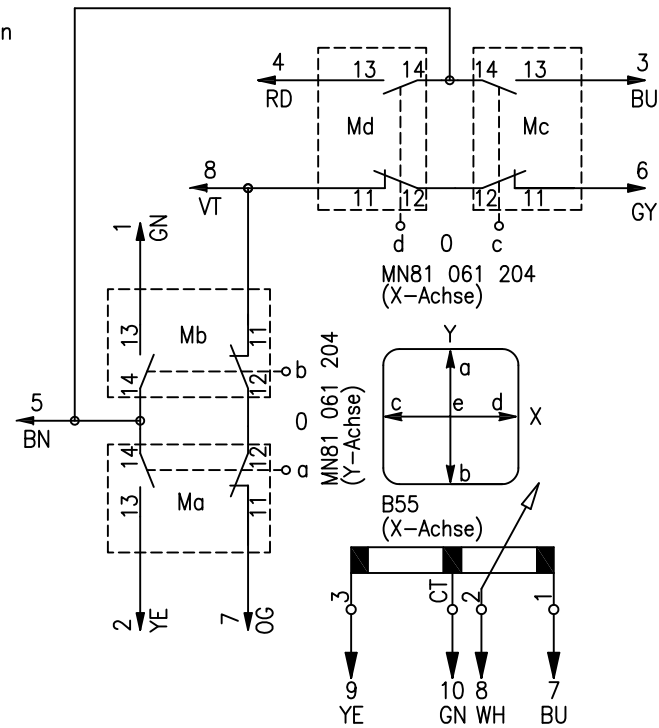 n
4 13 14 14 13 3
RD BU
Md Mc
8 6
VT 11 12 12 11 GY
d 0 c
MN81 061 204
(X-Achse)
1 GN
13 11
Mb
14 12 b
5 0
BN
MN81 061 204
(Y-Achse)
14 12 a
Ma
13 11
2 YE 7 OG
Y
a
c e d X
b
B55
(X-Achse)
3 CT 2 1
9 10 8 7
YE GN WH BU